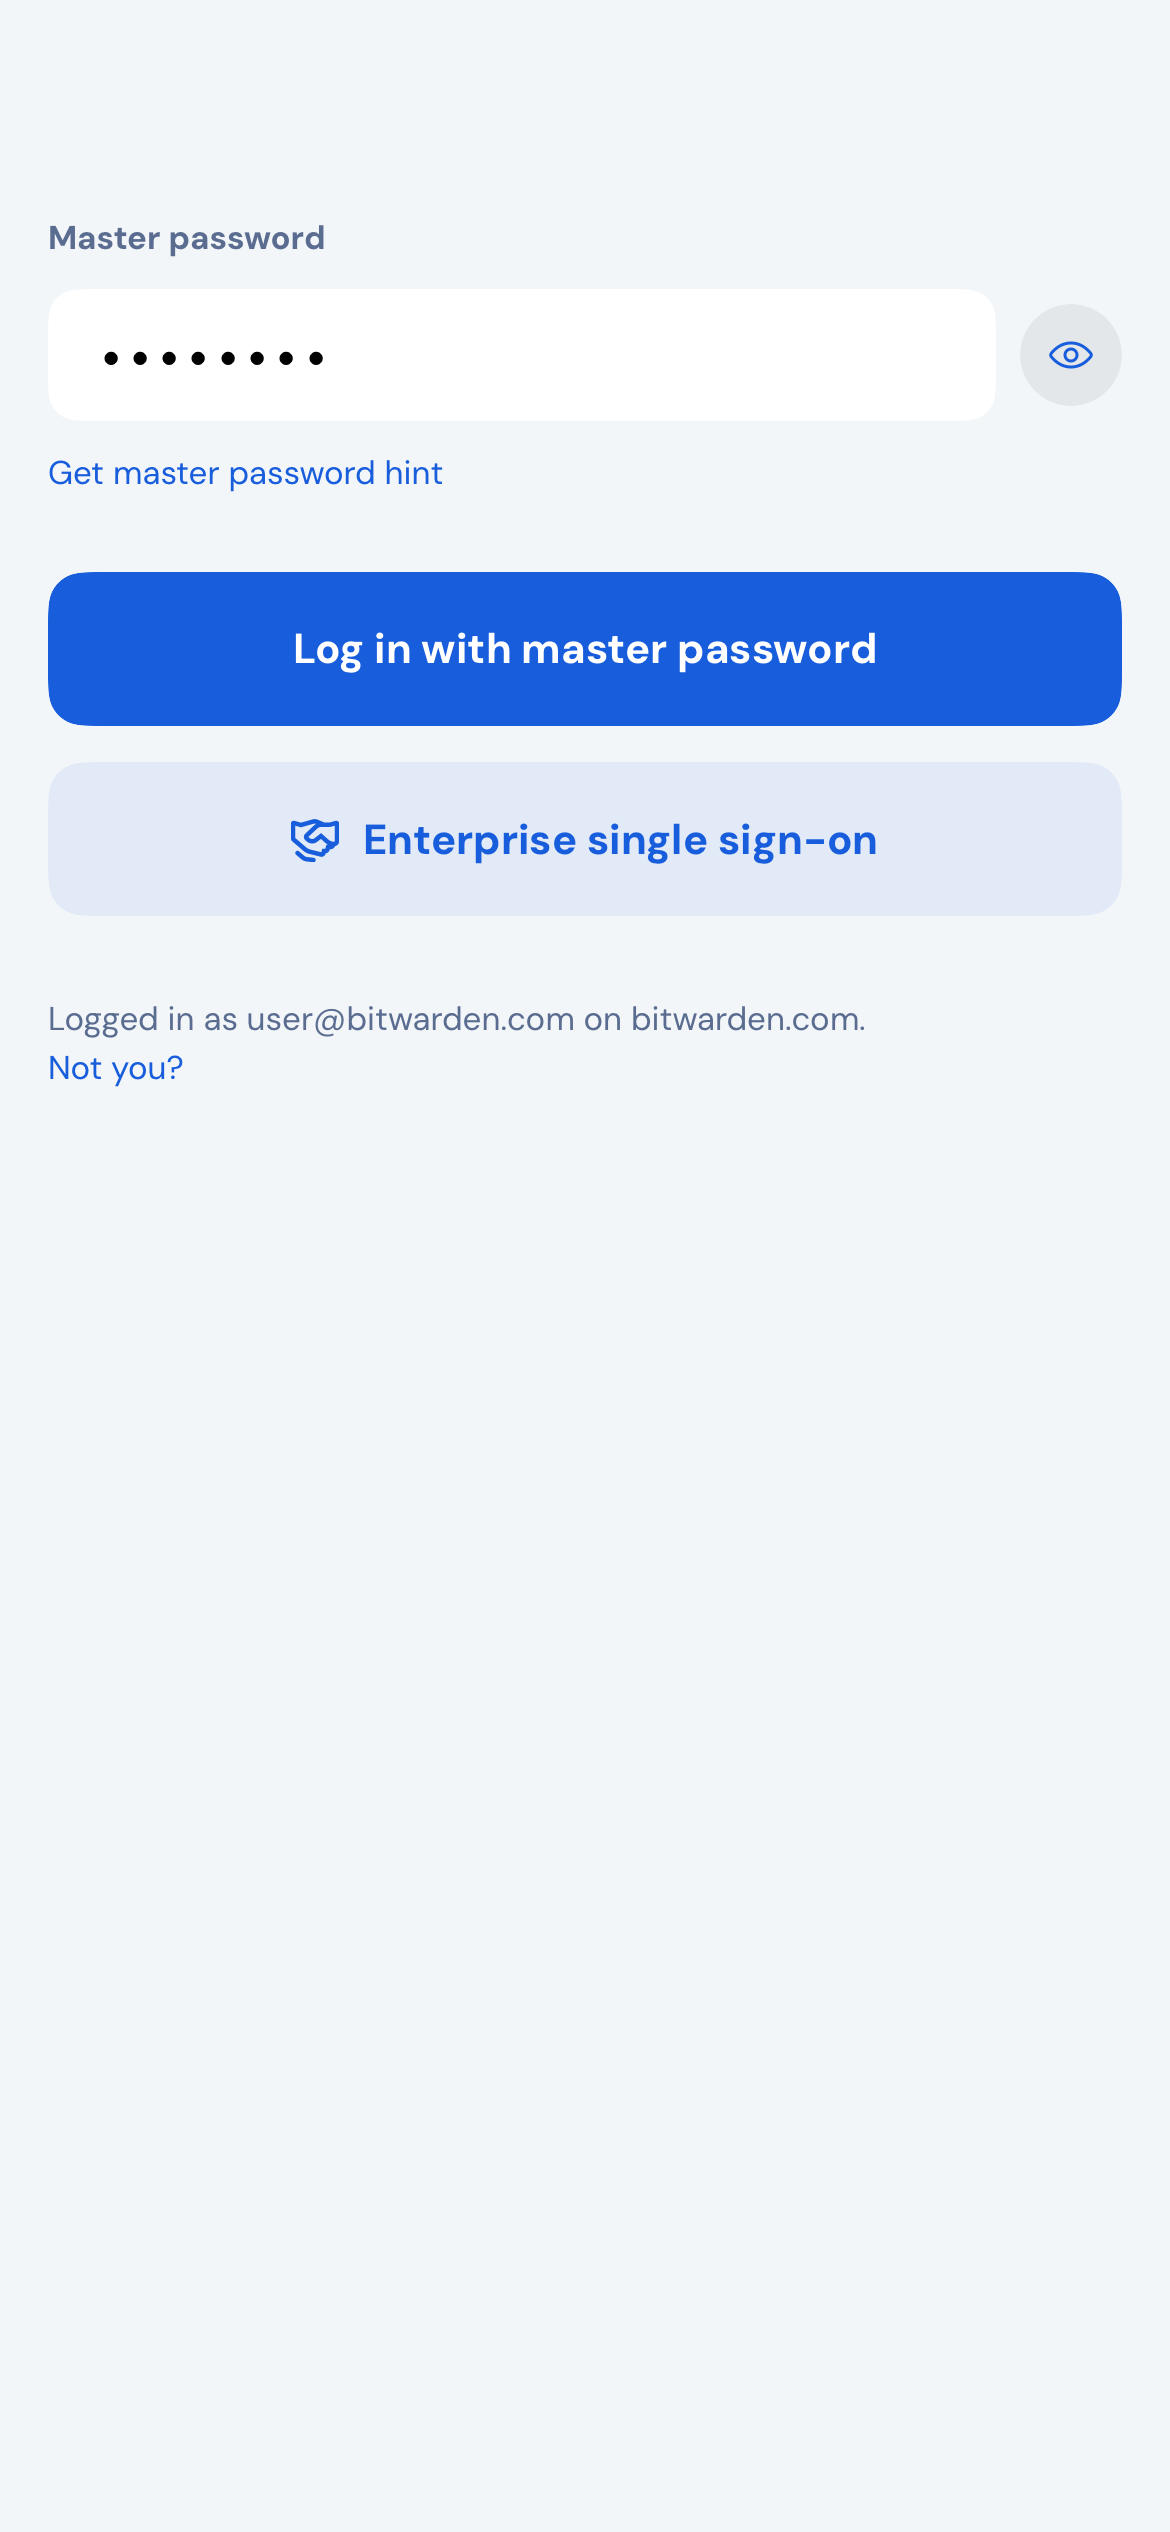 Master password
••••••••
Get master password hint
Log in with master password
Enterprise single sign-on
Logged in as user@bitwarden.com on bitwarden.com.
Not you?